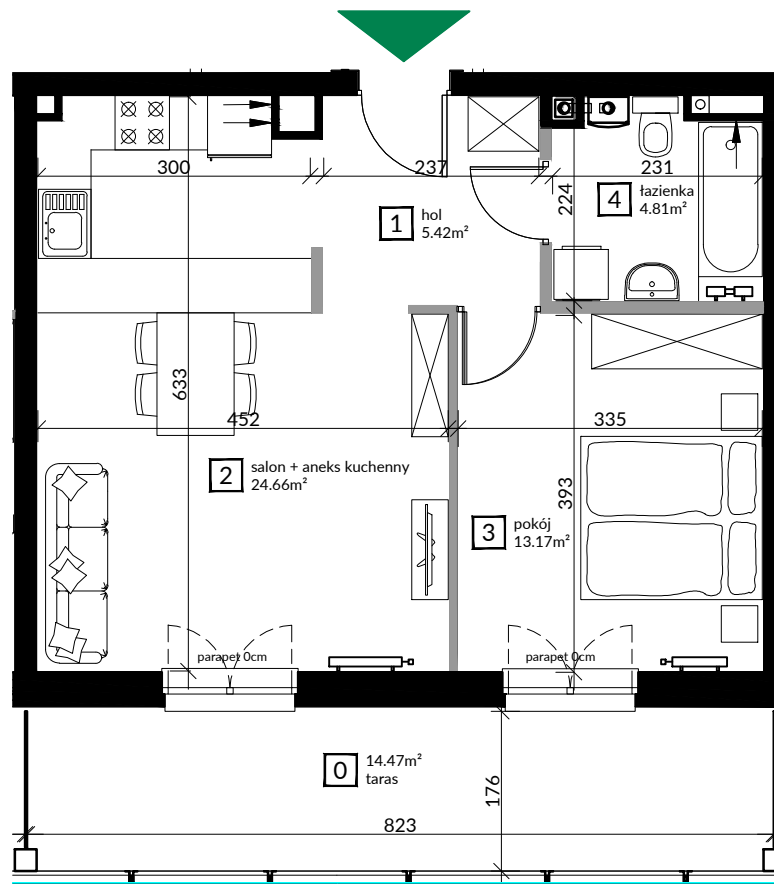 300
237
231
224
4
łazienka
4.81m²
1
hol
5.42m²
633
452
335
2
salon + aneks kuchenny
24.66m²
393
3
pokój
13.17m²
parapet 0cm
parapet 0cm
0
14.47m²
taras
176
823